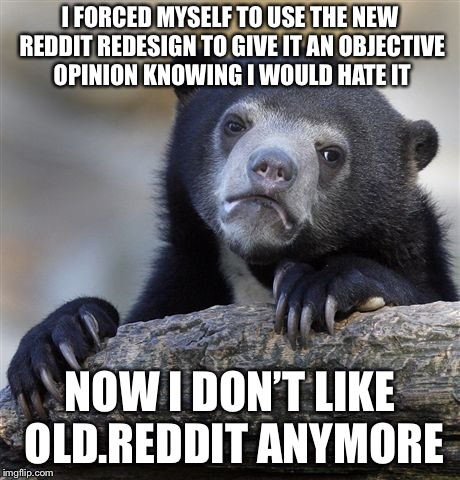 I FORCED MYSELF TO USE THE NEW
REDDIT REDESIGN TO GIVE IT AN OBJECTIVE
OPINION KNOWING I WOULD HATE IT
NOW I DON'T LIKE
OLD.REDDIT ANYMORE
imgflip.com